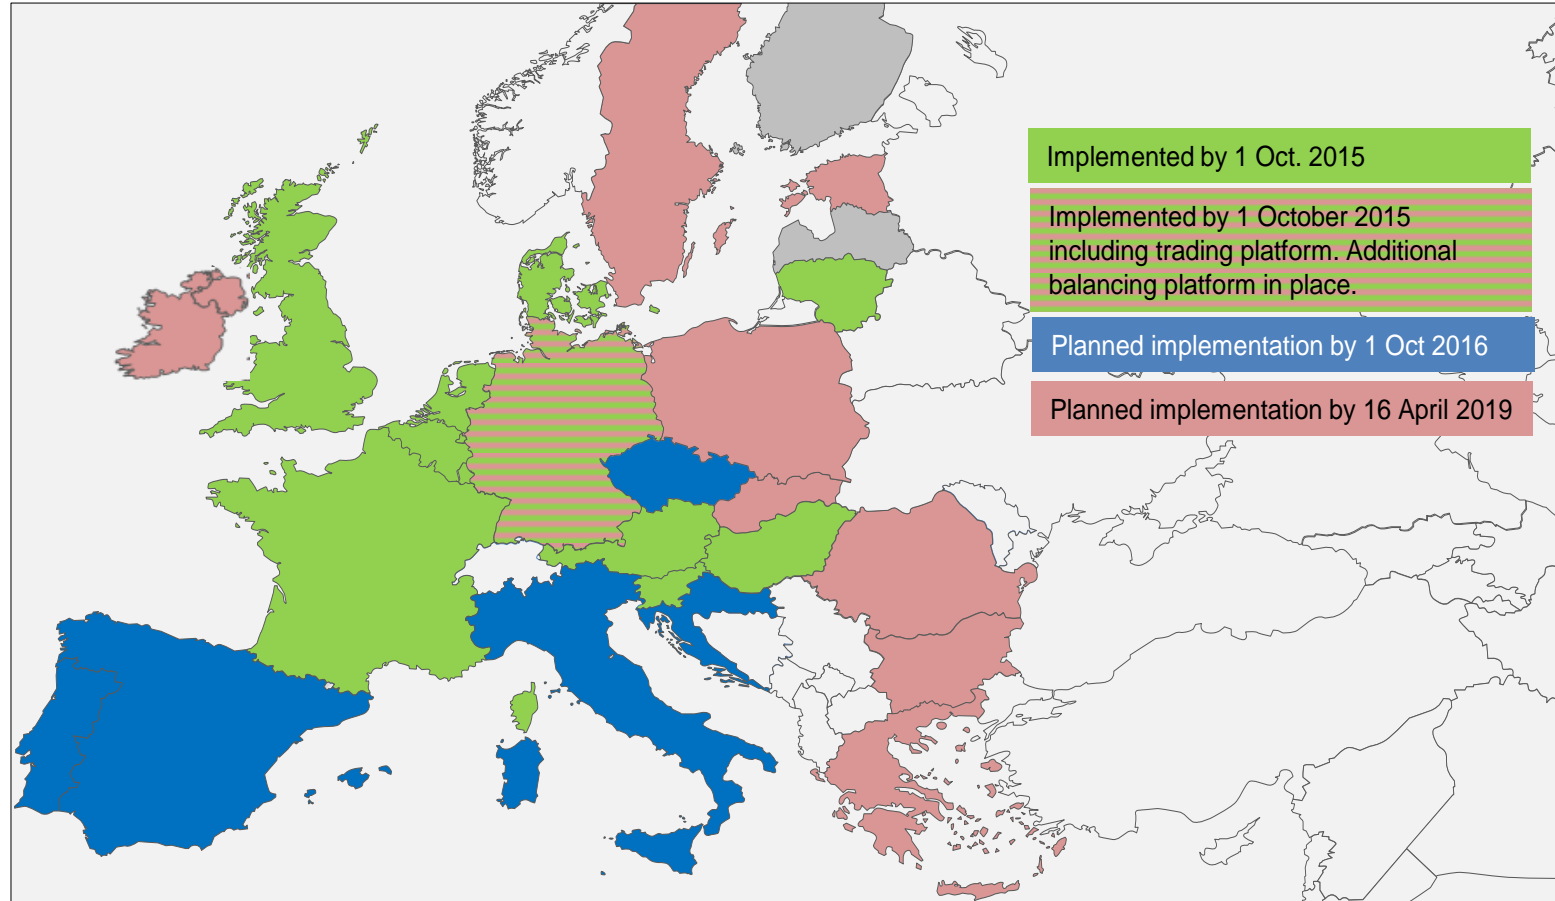 Implemented by 1 Oct. 2015
Implemented by 1 October 2015
including trading platform. Additional
balancing platform in place.
Planned implementation by 1 Oct 2016
Planned implementation by 16 April 2019